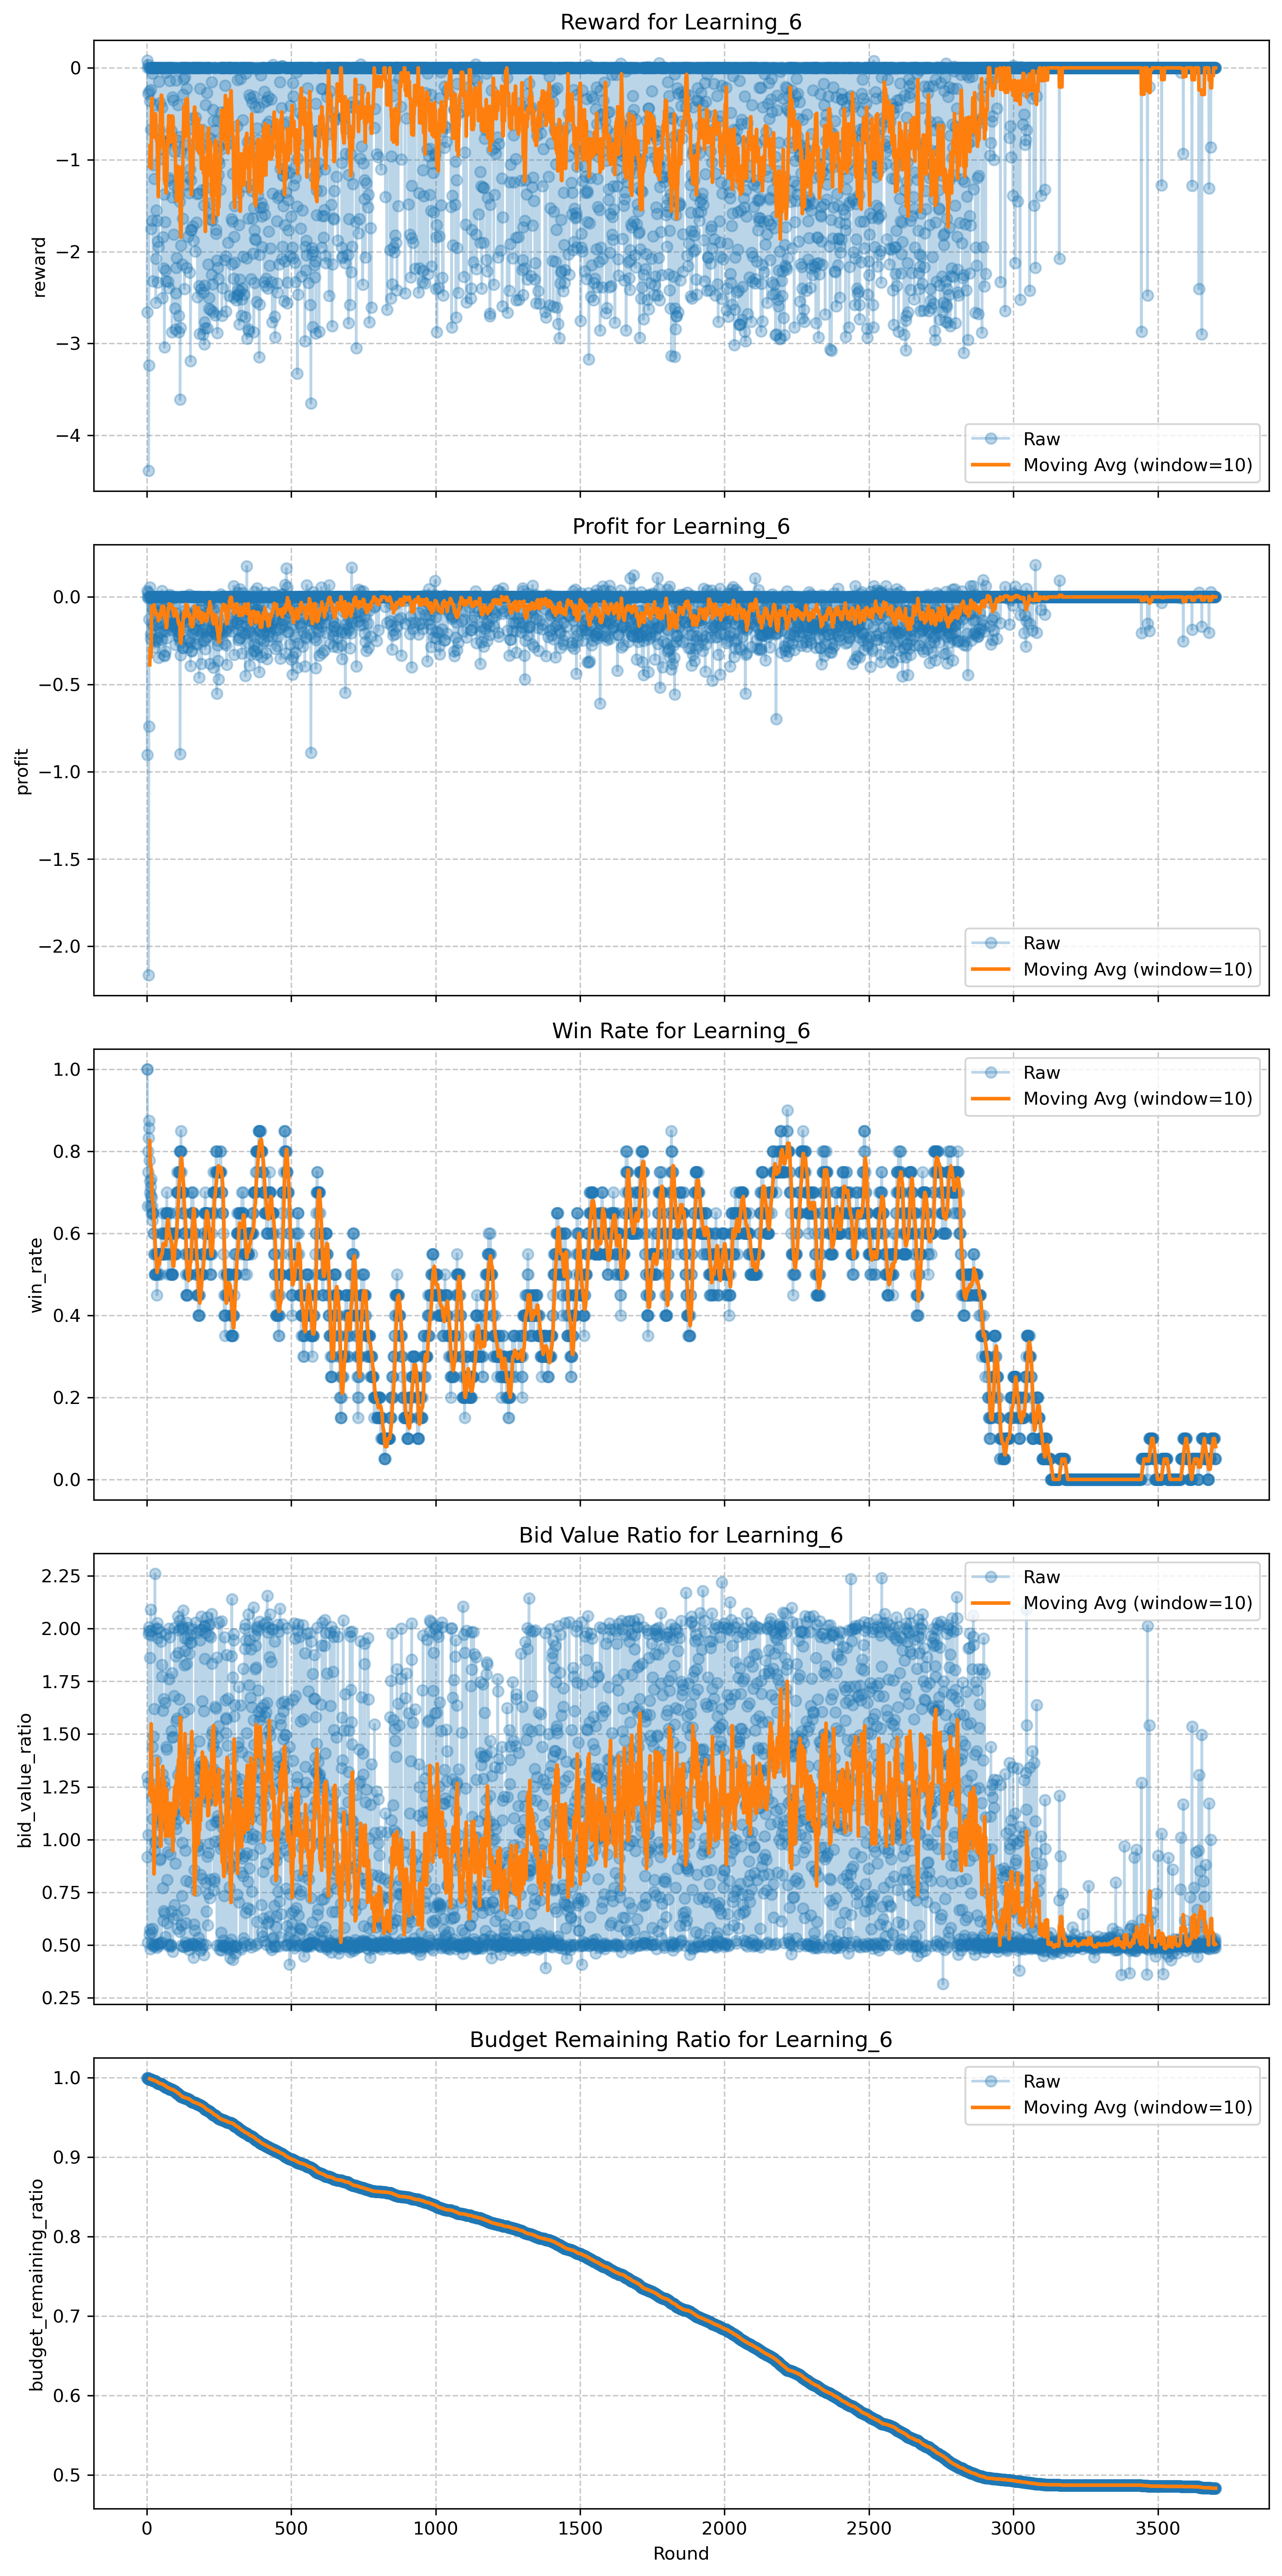 Reward for Learning_6
0
−1
−2
−3
−4
reward
Raw
Moving Avg (window=10)
Profit for Learning_6
0.0
−0.5
−1.0
−1.5
−2.0
profit
Raw
Moving Avg (window=10)
Win Rate for Learning_6
1.0
0.8
0.6
0.4
0.2
0.0
win_rate
Raw
Moving Avg (window=10)
Bid Value Ratio for Learning_6
2.25
2.00
1.75
1.50
1.25
1.00
0.75
0.50
0.25
bid_value_ratio
Raw
Moving Avg (window=10)
Budget Remaining Ratio for Learning_6
1.0
0.9
0.8
0.7
0.6
0.5
budget_remaining_ratio
Raw
Moving Avg (window=10)
0 500 1000 1500 2000 2500 3000 3500
Round